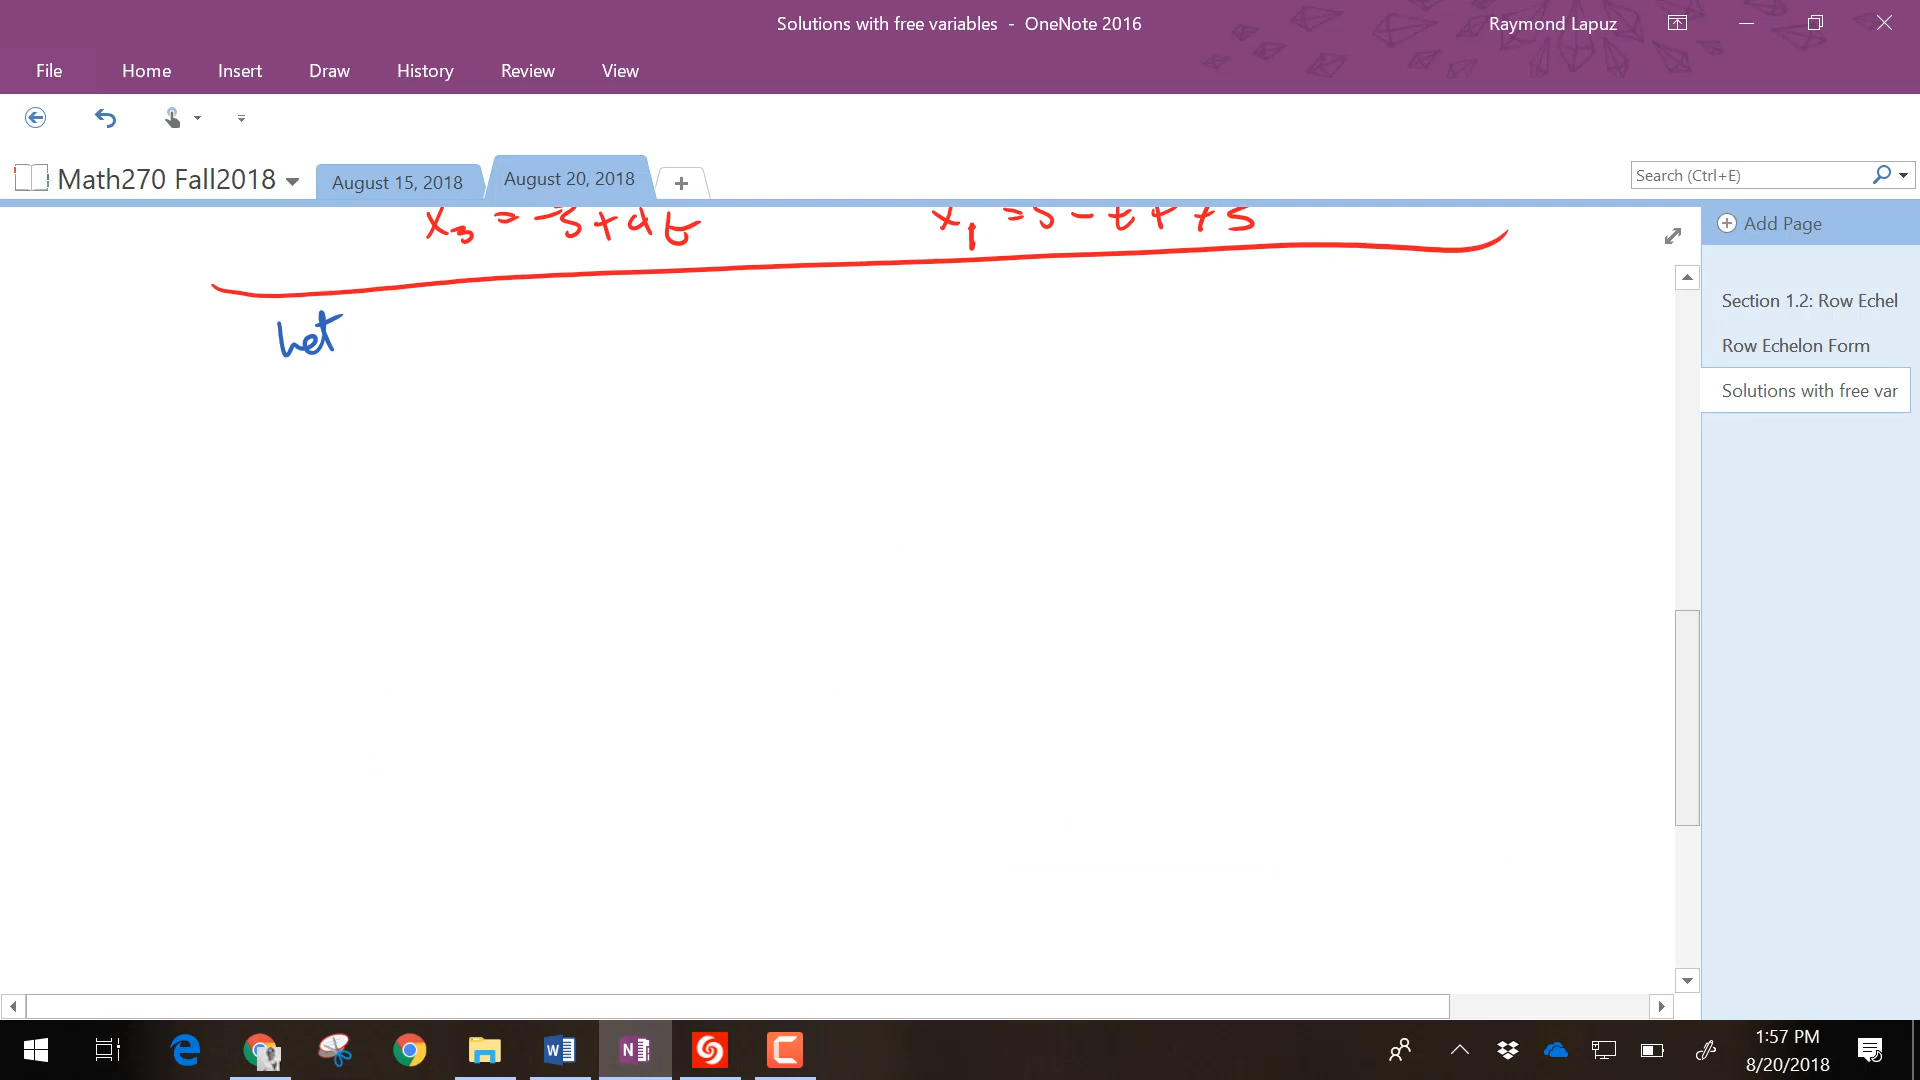 Solutions with free variables - OneNote 2016
Raymond Lapuz
File Home Insert Draw History Review View
Math270 Fall2018
August 15, 2018
August 20, 2018
Search (Ctrl+E)
Add Page
Section 1.2: Row Echel
Row Echelon Form
Solutions with free var
Let
1:57 PM
8/20/2018